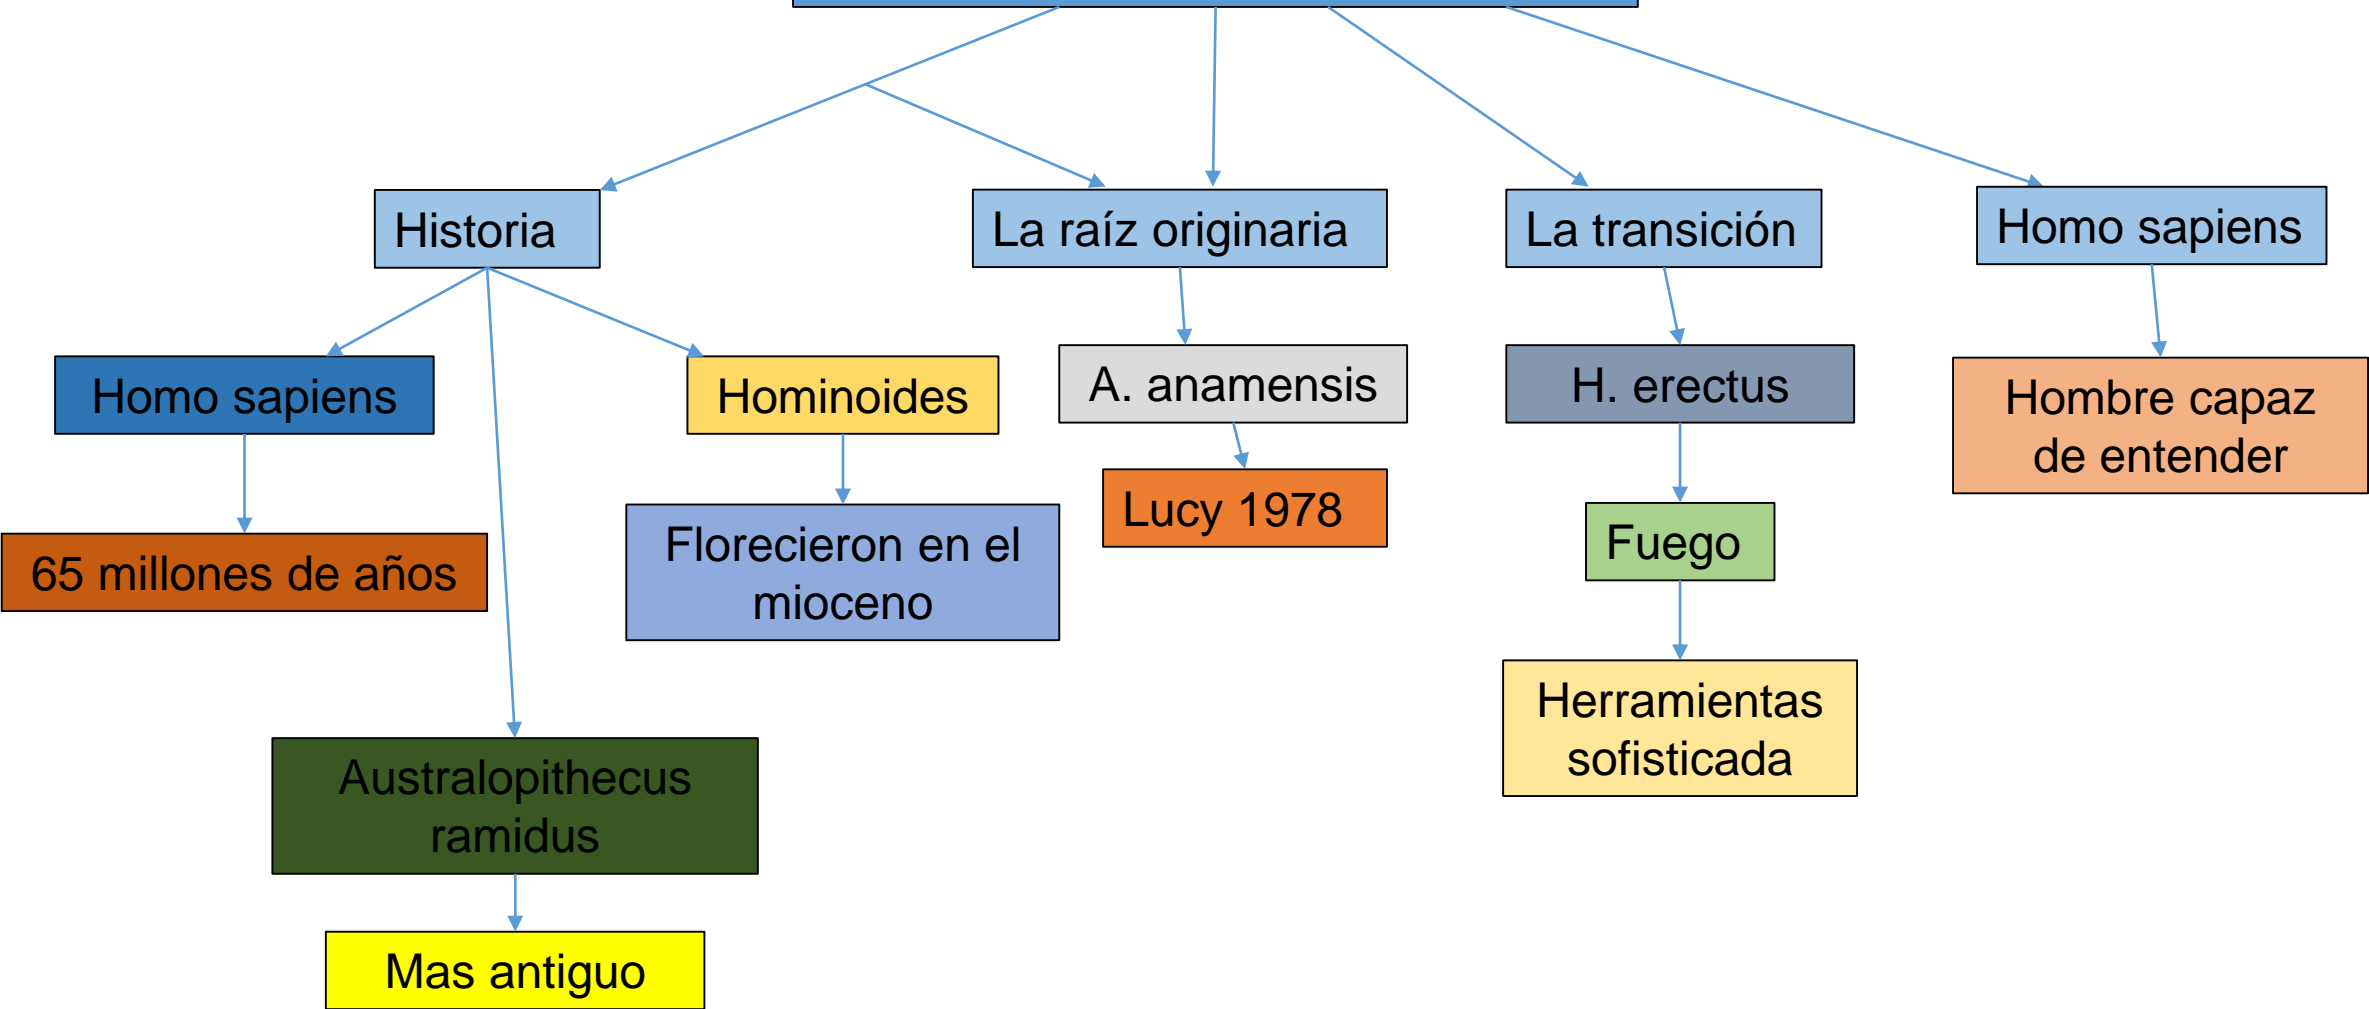 Historia
La raíz originaria
La transición
Homo sapiens
Homo sapiens
Hominoides
A. anamensis
H. erectus
Hombre capaz
de entender
65 millones de años
Florecieron en el
mioceno
Lucy 1978
Fuego
Herramientas
sofisticada
Australopithecus
ramidus
Mas antiguo